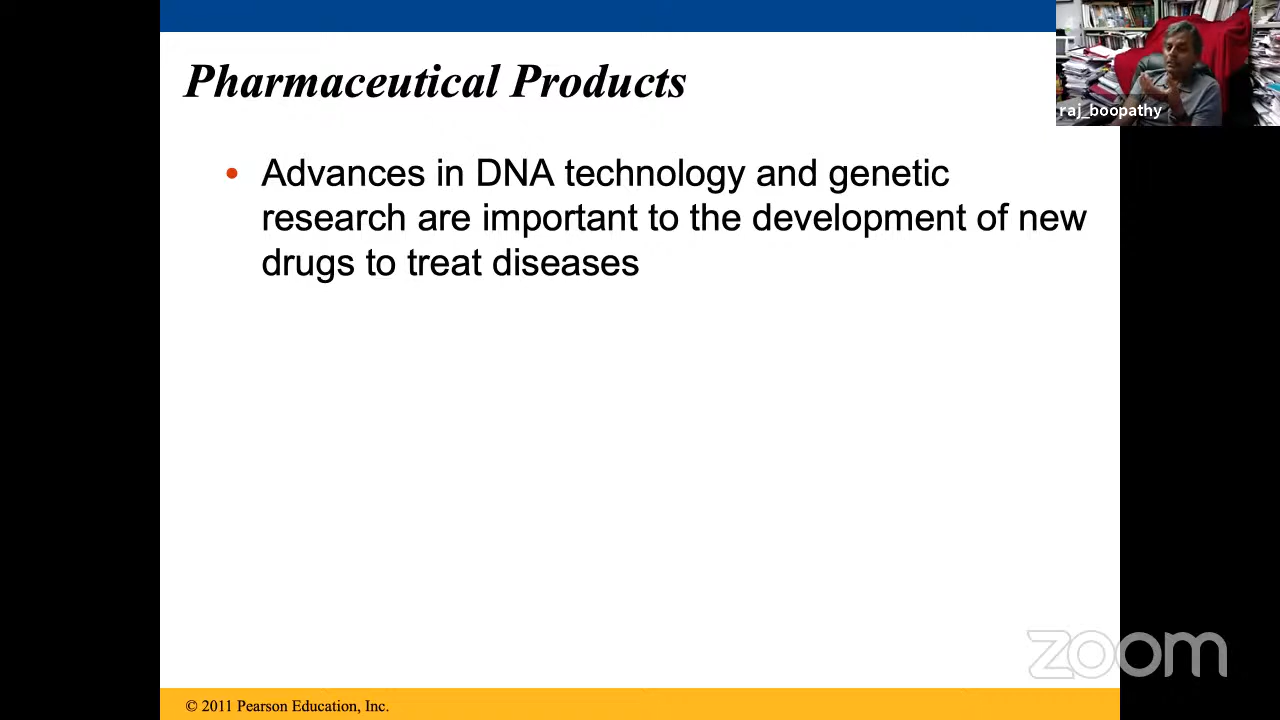 Pharmaceutical Products
raj_boopathy
• Advances in DNA technology and genetic
research are important to the development of new
drugs to treat diseases
zoom
© 2011 Pearson Education, Inc.